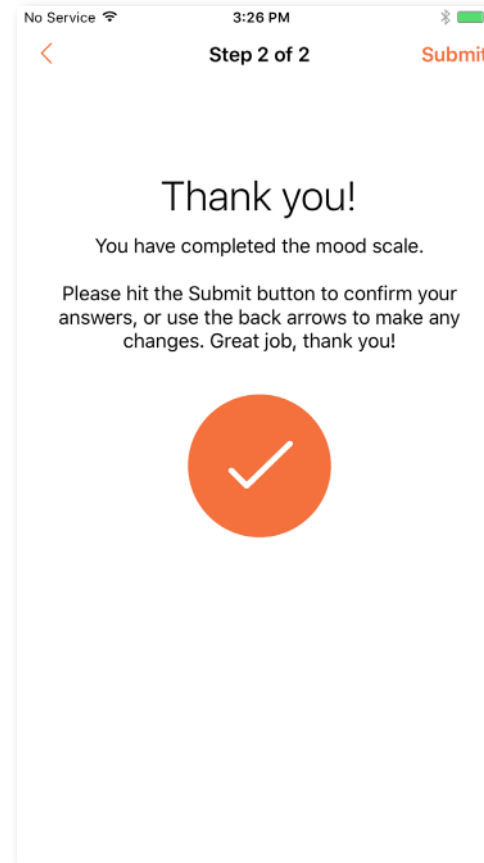 No Service 3:26 PM
Step 2 of 2 Submit
Thank you!
You have completed the mood scale.
Please hit the Submit button to confirm your
answers, or use the back arrows to make any
changes. Great job, thank you!